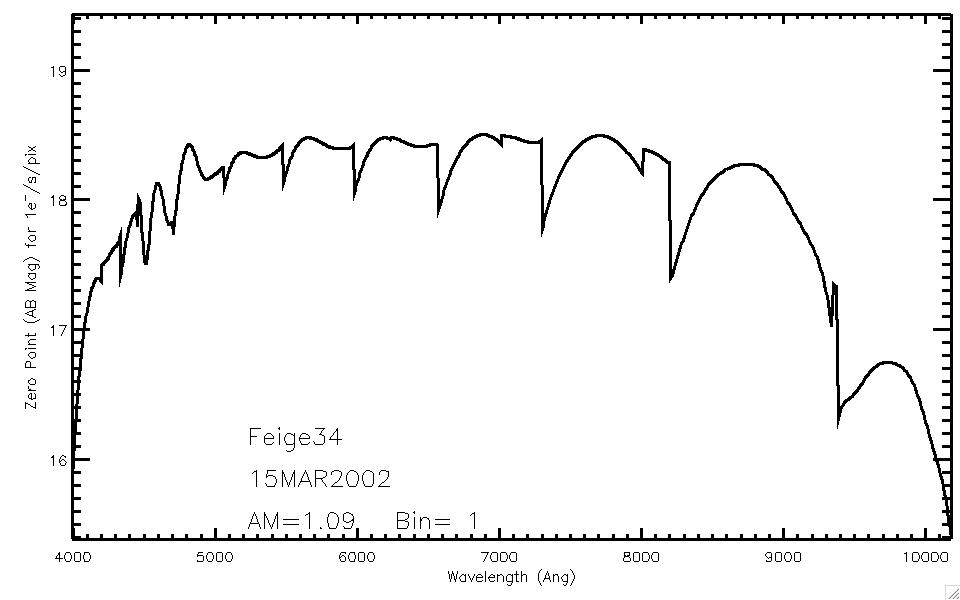 19
18
17
16
Zero Point (AB Mag) for 1e⁻/s/pix
Feige34
15MAR2002
AM=1.09 Bin= 1
4000 5000 6000 7000 8000 9000 10000
Wavelength (Ang)